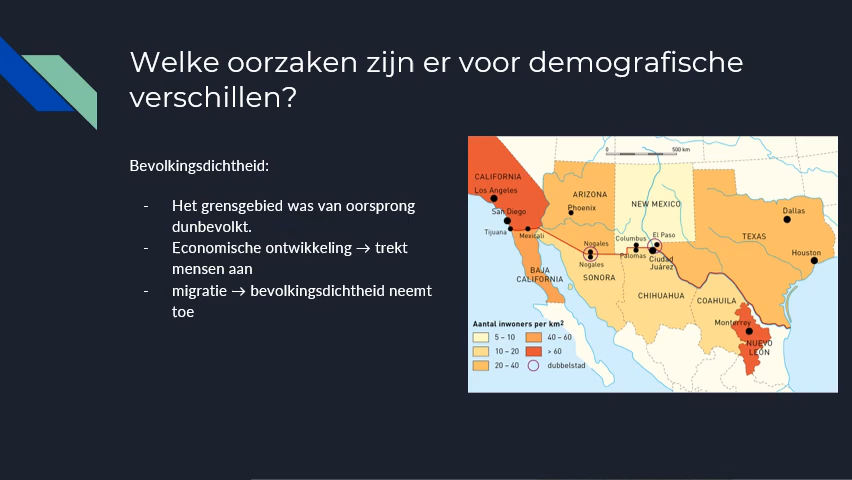 Welke oorzaken zijn er voor demografische
verschillen?
Bevolkingsdichtheid:
- Het grensgebied was van oorsprong
dunbevolkt.
- Economische ontwikkeling → trekt
mensen aan
- migratie → bevolkingsdichtheid neemt
toe
0 500 km
CALIFORNIA
Los Angeles
San Diego
Tijuana
Mexicali
ARIZONA
Phoenix
NEW MEXICO
Columbus
El Paso
Palomas
Ciudad
Juárez
Nogales
Nogales
TEXAS
Dallas
Houston
BAJA
CALIFORNIA
SONORA
CHIHUAHUA
COAHUILA
Monterrey
NUEVO
LEÓN
Aantal inwoners per km²
5 – 10
40 – 60
10 – 20
> 60
20 – 40
dubbelstad